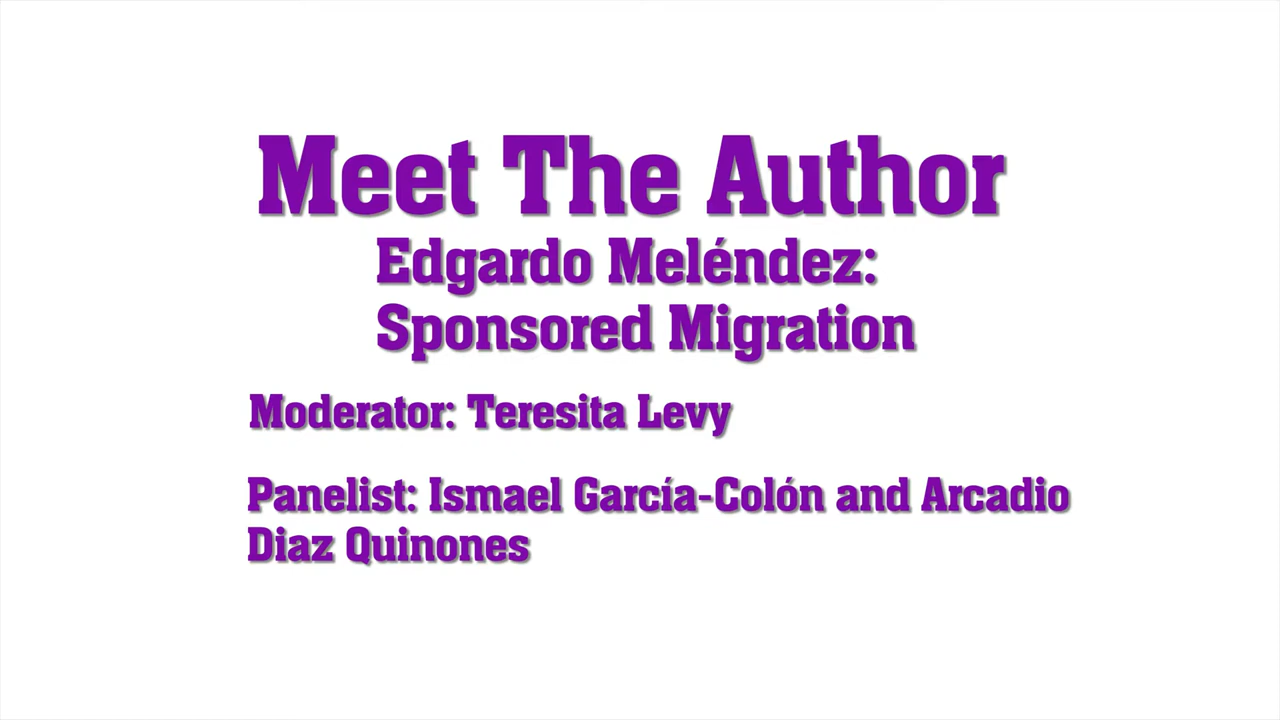 Meet The Author
Edgardo Meléndez:
Sponsored Migration
Moderator: Teresita Levy
Panelist: Ismael García-Colón and Arcadio
Diaz Quinones